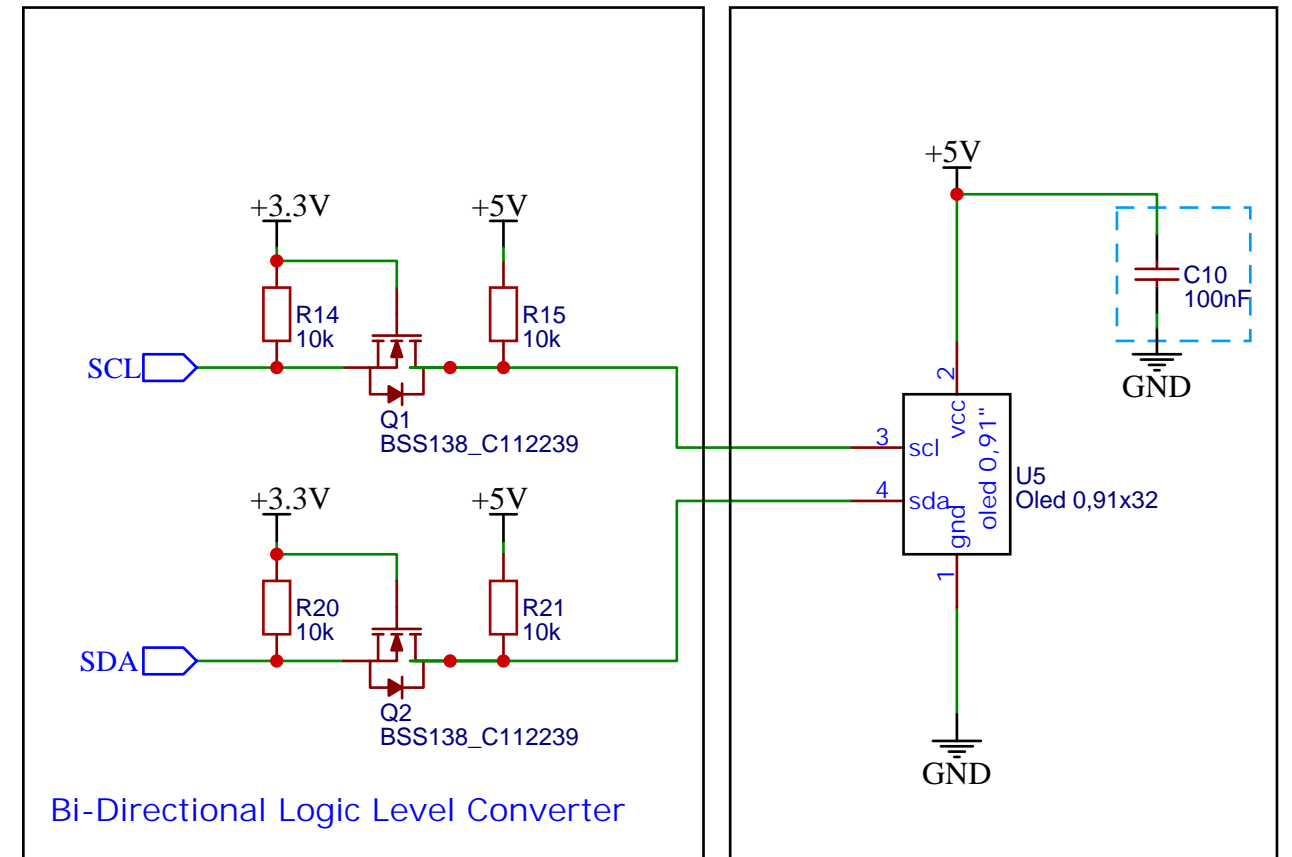 +3.3V
+5V
R14
10k
R15
10k
SCL
Q1
BSS138_C112239
+3.3V
+5V
R20
10k
R21
10k
SDA
Q2
BSS138_C112239
Bi-Directional Logic Level Converter
+5V
C10
100nF
GND
2
vcc
3
scl
4
sda
oled 0,91"
gnd
1
U5
Oled 0,91x32
GND